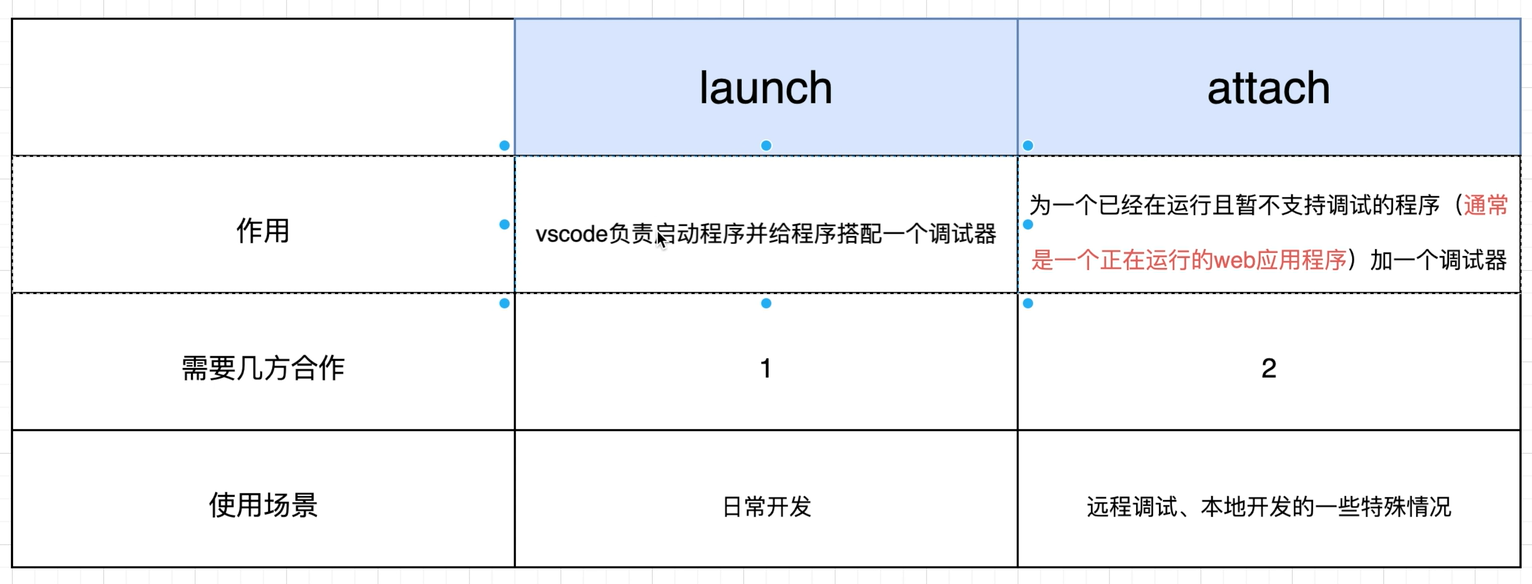 launch
attach
作用
vscode负责启动程序并给程序搭配一个调试器
为一个已经在运行且暂不支持调试的程序（通常
是一个正在运行的web应用程序）加一个调试器
需要几方合作
1
2
使用场景
日常开发
远程调试、本地开发的一些特殊情况